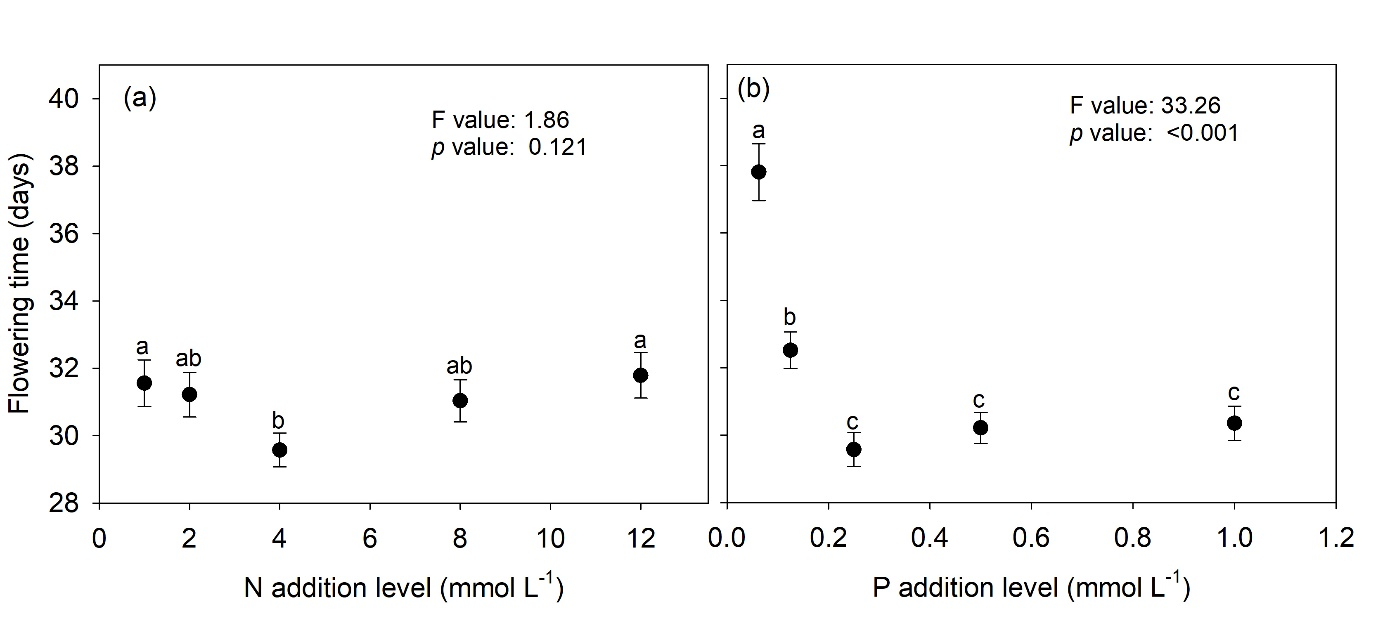 (a)
F value: 1.86
p value: 0.121
40
38
36
34
32
30
28
Flowering time (days)
a
ab
b
ab
a
0
2
4
6
8
10
12
N addition level (mmol L⁻¹)
(b)
F value: 33.26
p value: <0.001
a
b
c
c
c
0.0
0.2
0.4
0.6
0.8
1.0
1.2
P addition level (mmol L⁻¹)